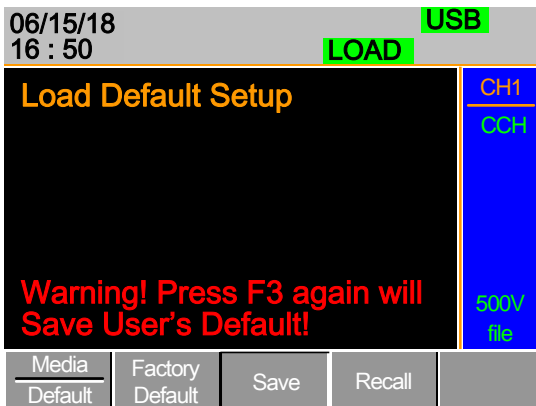 06/15/18
USB
16 : 50
LOAD
Load Default Setup
CH1
CCH
Warning! Press F3 again will
Save User's Default!
500V
file
Media
Default
Factory
Default
Save
Recall